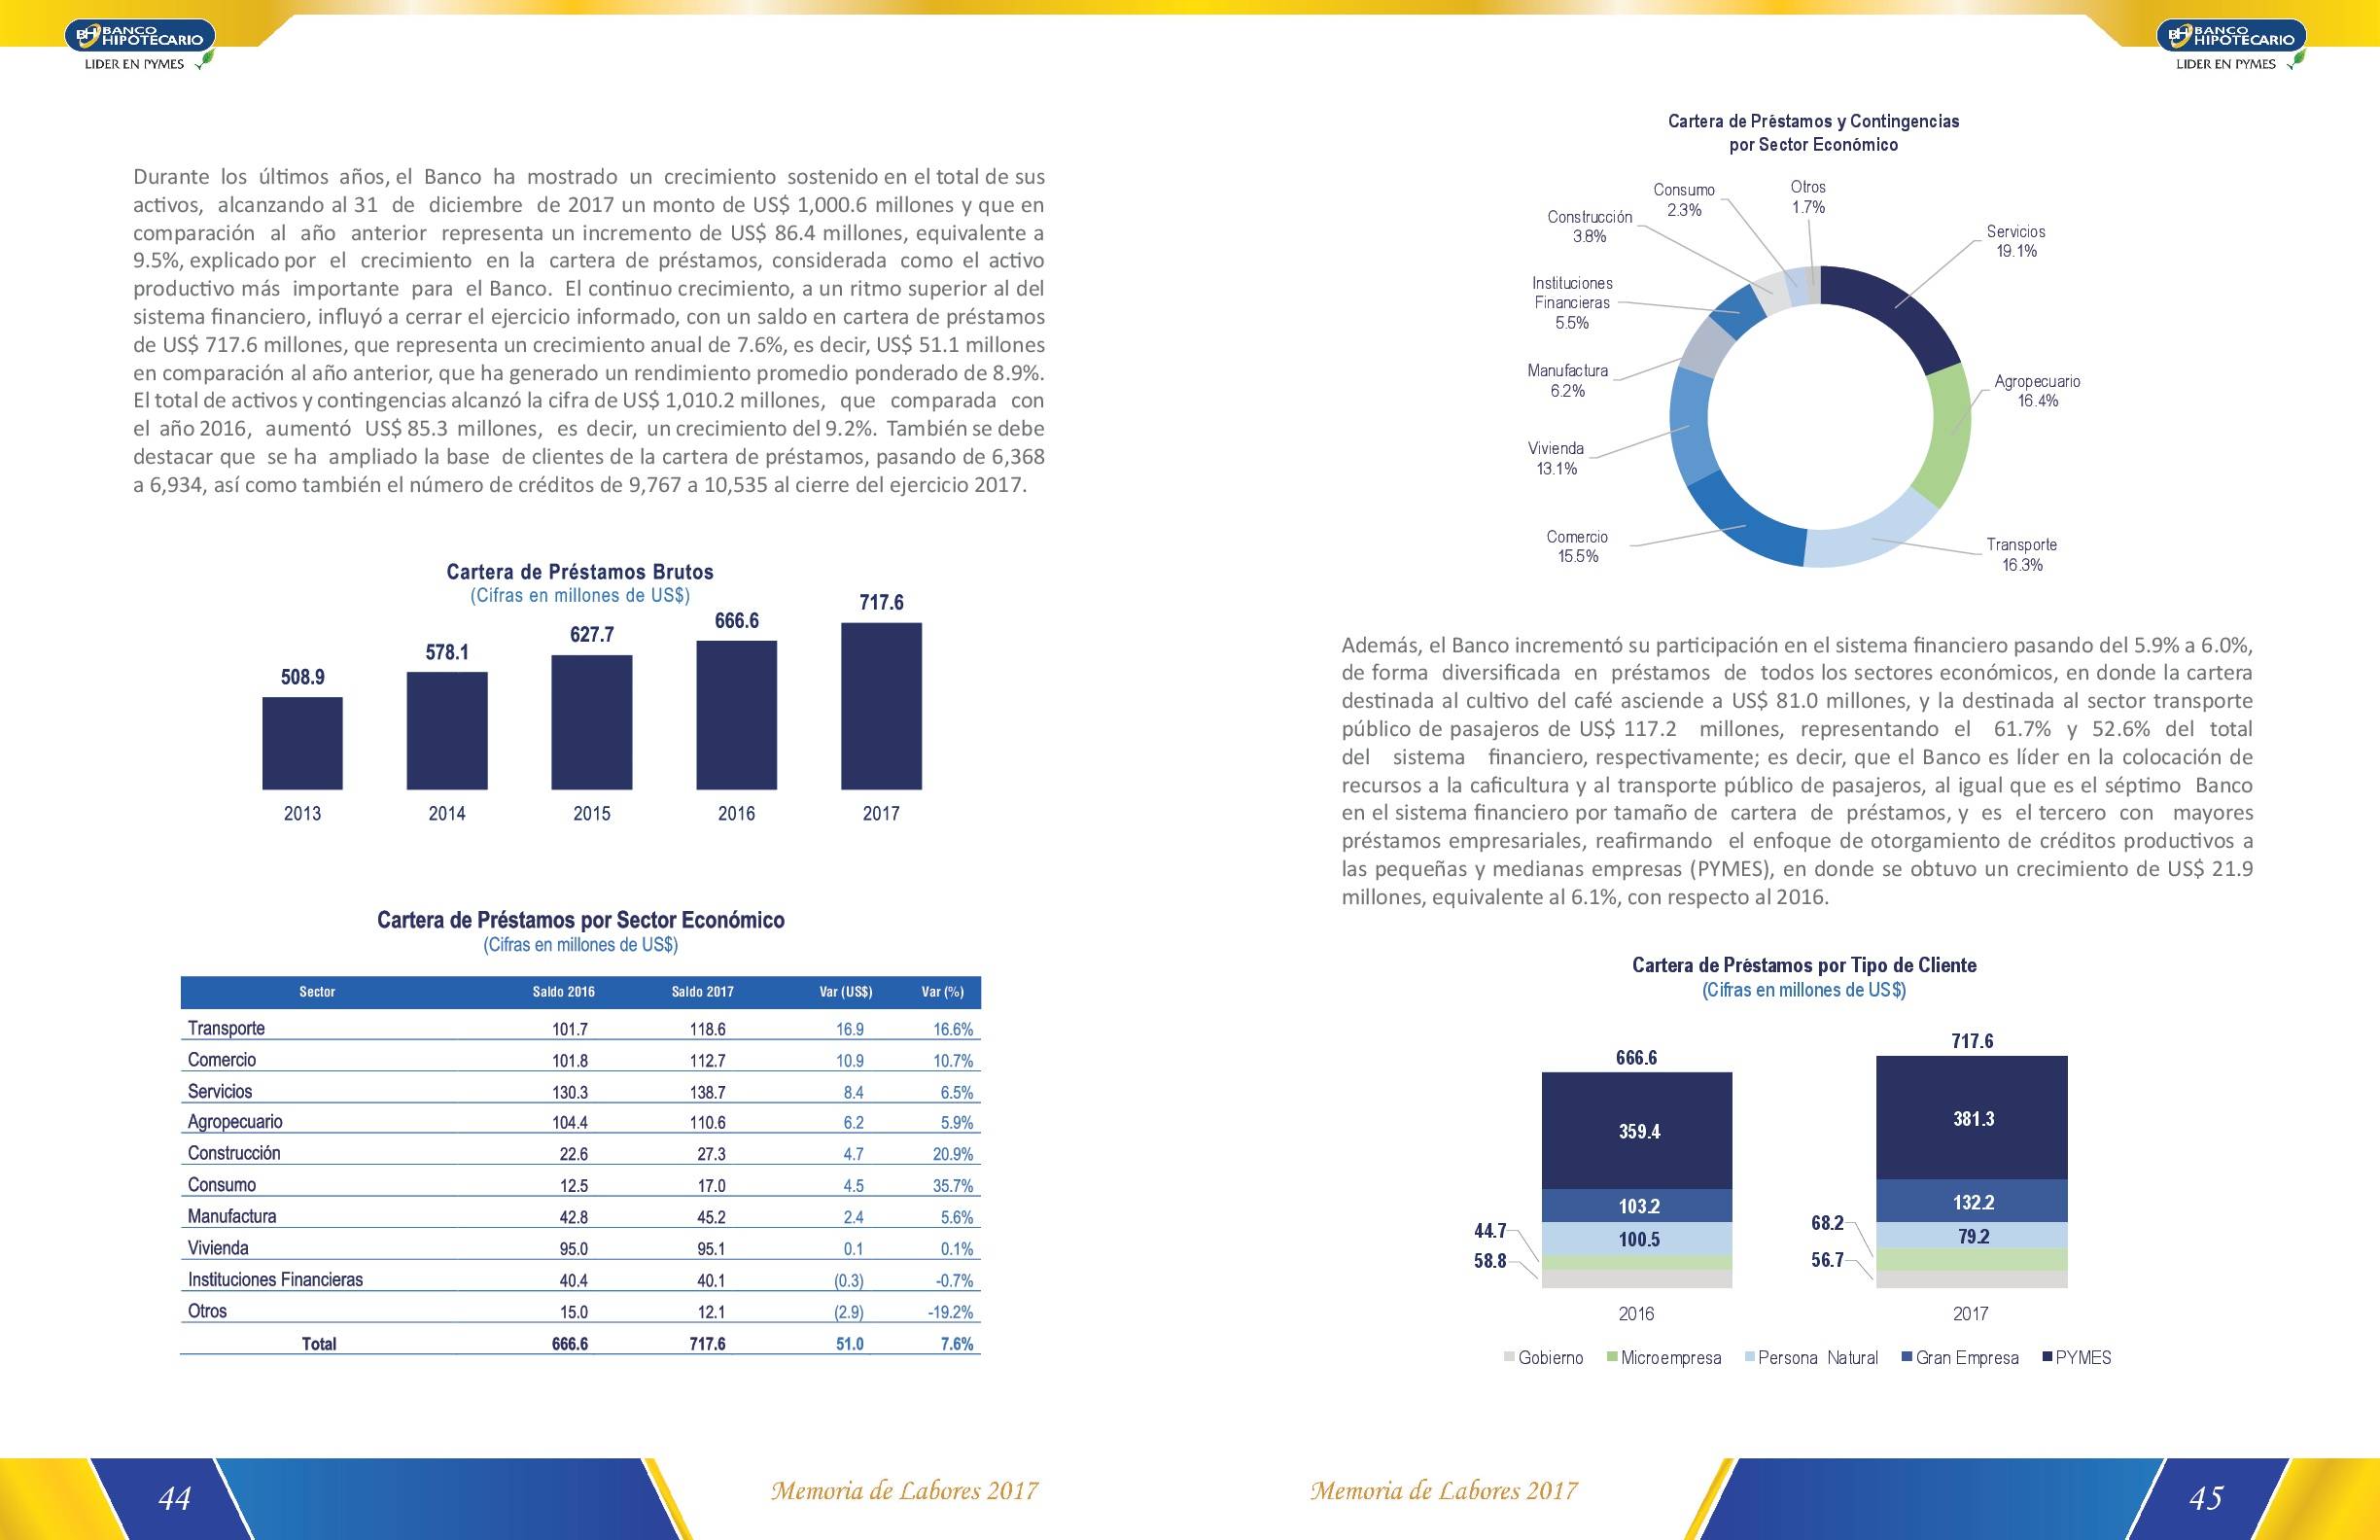 BH BANCO
HIPOTECARIO
LIDER EN PYMES
Durante los últimos años, el Banco ha mostrado un crecimiento sostenido en el total de sus
activos, alcanzando al 31 de diciembre de 2017 un monto de US$ 1,000.6 millones y que en
comparación al año anterior representa un incremento de US$ 86.4 millones, equivalente a
9.5%, explicado por el crecimiento en la cartera de préstamos, considerada como el activo
productivo más importante para el Banco. El continuo crecimiento, a un ritmo superior al del
sistema financiero, influyó a cerrar el ejercicio informado, con un saldo en cartera de préstamos
de US$ 717.6 millones, que representa un crecimiento anual de 7.6%, es decir, US$ 51.1 millones
en comparación al año anterior, que ha generado un rendimiento promedio ponderado de 8.9%.
El total de activos y contingencias alcanzó la cifra de US$ 1,010.2 millones, que comparada con
el año 2016, aumentó US$ 85.3 millones, es decir, un crecimiento del 9.2%. También se debe
destacar que se ha ampliado la base de clientes de la cartera de préstamos, pasando de 6,368
a 6,934, así como también el número de créditos de 9,767 a 10,535 al cierre del ejercicio 2017.
Cartera de Préstamos Brutos
(Cifras en millones de US$)
508.9 578.1 627.7 666.6 717.6
2013 2014 2015 2016 2017
Cartera de Préstamos por Sector Económico
(Cifras en millones de US$)
Sector Saldo 2016 Saldo 2017 Var (US$) Var (%)
Transporte 101.7 118.6 16.9 16.6%
Comercio 101.8 112.7 10.9 10.7%
Servicios 130.3 138.7 8.4 6.5%
Agropecuario 104.4 110.6 6.2 5.9%
Construcción 22.6 27.3 4.7 20.9%
Consumo 12.5 17.0 4.5 35.7%
Manufactura 42.8 45.2 2.4 5.6%
Vivienda 95.0 95.1 0.1 0.1%
Instituciones Financieras 40.4 40.1 (0.3) -0.7%
Otros 15.0 12.1 (2.9) -19.2%
Total 666.6 717.6 51.0 7.6%
44
Memoria de Labores 2017
BH BANCO
HIPOTECARIO
LIDER EN PYMES
Cartera de Préstamos y Contingencias
por Sector Económico
Otros
1.7%
Consumo
2.3%
Construcción
3.8%
Servicios
19.1%
Instituciones
Financieras
5.5%
Manufactura
6.2%
Agropecuario
16.4%
Vivienda
13.1%
Comercio
15.5%
Transporte
16.3%
Además, el Banco incrementó su participación en el sistema financiero pasando del 5.9% a 6.0%,
de forma diversificada en préstamos de todos los sectores económicos, en donde la cartera
destinada al cultivo del café asciende a US$ 81.0 millones, y la destinada al sector transporte
público de pasajeros de US$ 117.2 millones, representando el 61.7% y 52.6% del total
del sistema financiero, respectivamente; es decir, que el Banco es líder en la colocación de
recursos a la caficultura y al transporte público de pasajeros, al igual que es el séptimo Banco
en el sistema financiero por tamaño de cartera de préstamos, y es el tercero con mayores
préstamos empresariales, reafirmando el enfoque de otorgamiento de créditos productivos a
las pequeñas y medianas empresas (PYMES), en donde se obtuvo un crecimiento de US$ 21.9
millones, equivalente al 6.1%, con respecto al 2016.
Cartera de Préstamos por Tipo de Cliente
(Cifras en millones de US$)
666.6
359.4
103.2
100.5
44.7
58.8
2016
717.6
381.3
132.2
79.2
68.2
56.7
2017
Gobierno Microempresa Persona Natural Gran Empresa PYMES
Memoria de Labores 2017
45